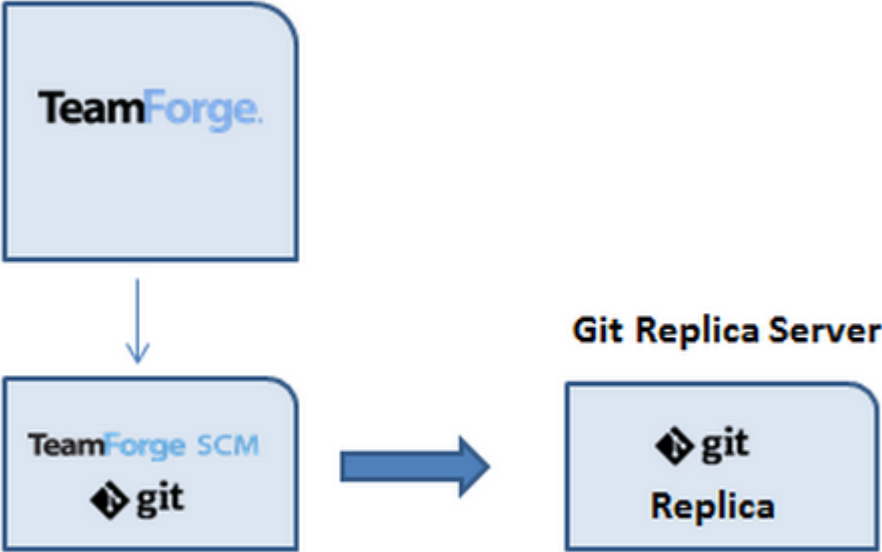 TeamForge.
Git Replica Server
TeamForge SCM
git
git
Replica